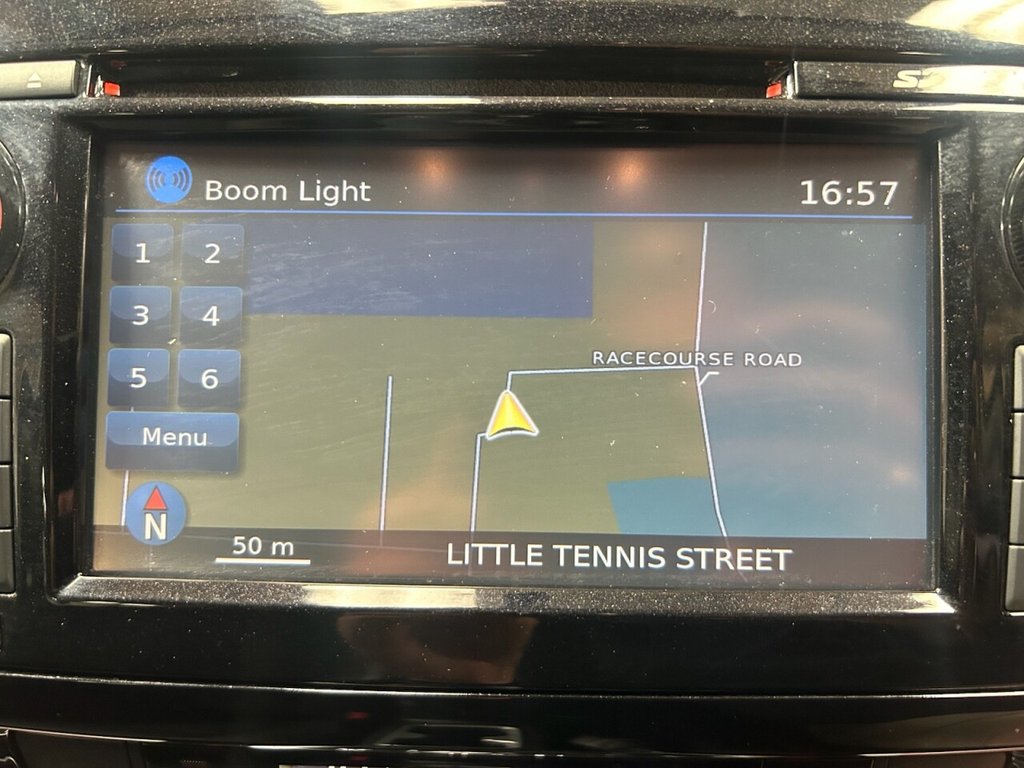 Boom Light
16:57
1 2
3 4
5 6
Menu
RACECOURSE ROAD
N
50 m
LITTLE TENNIS STREET